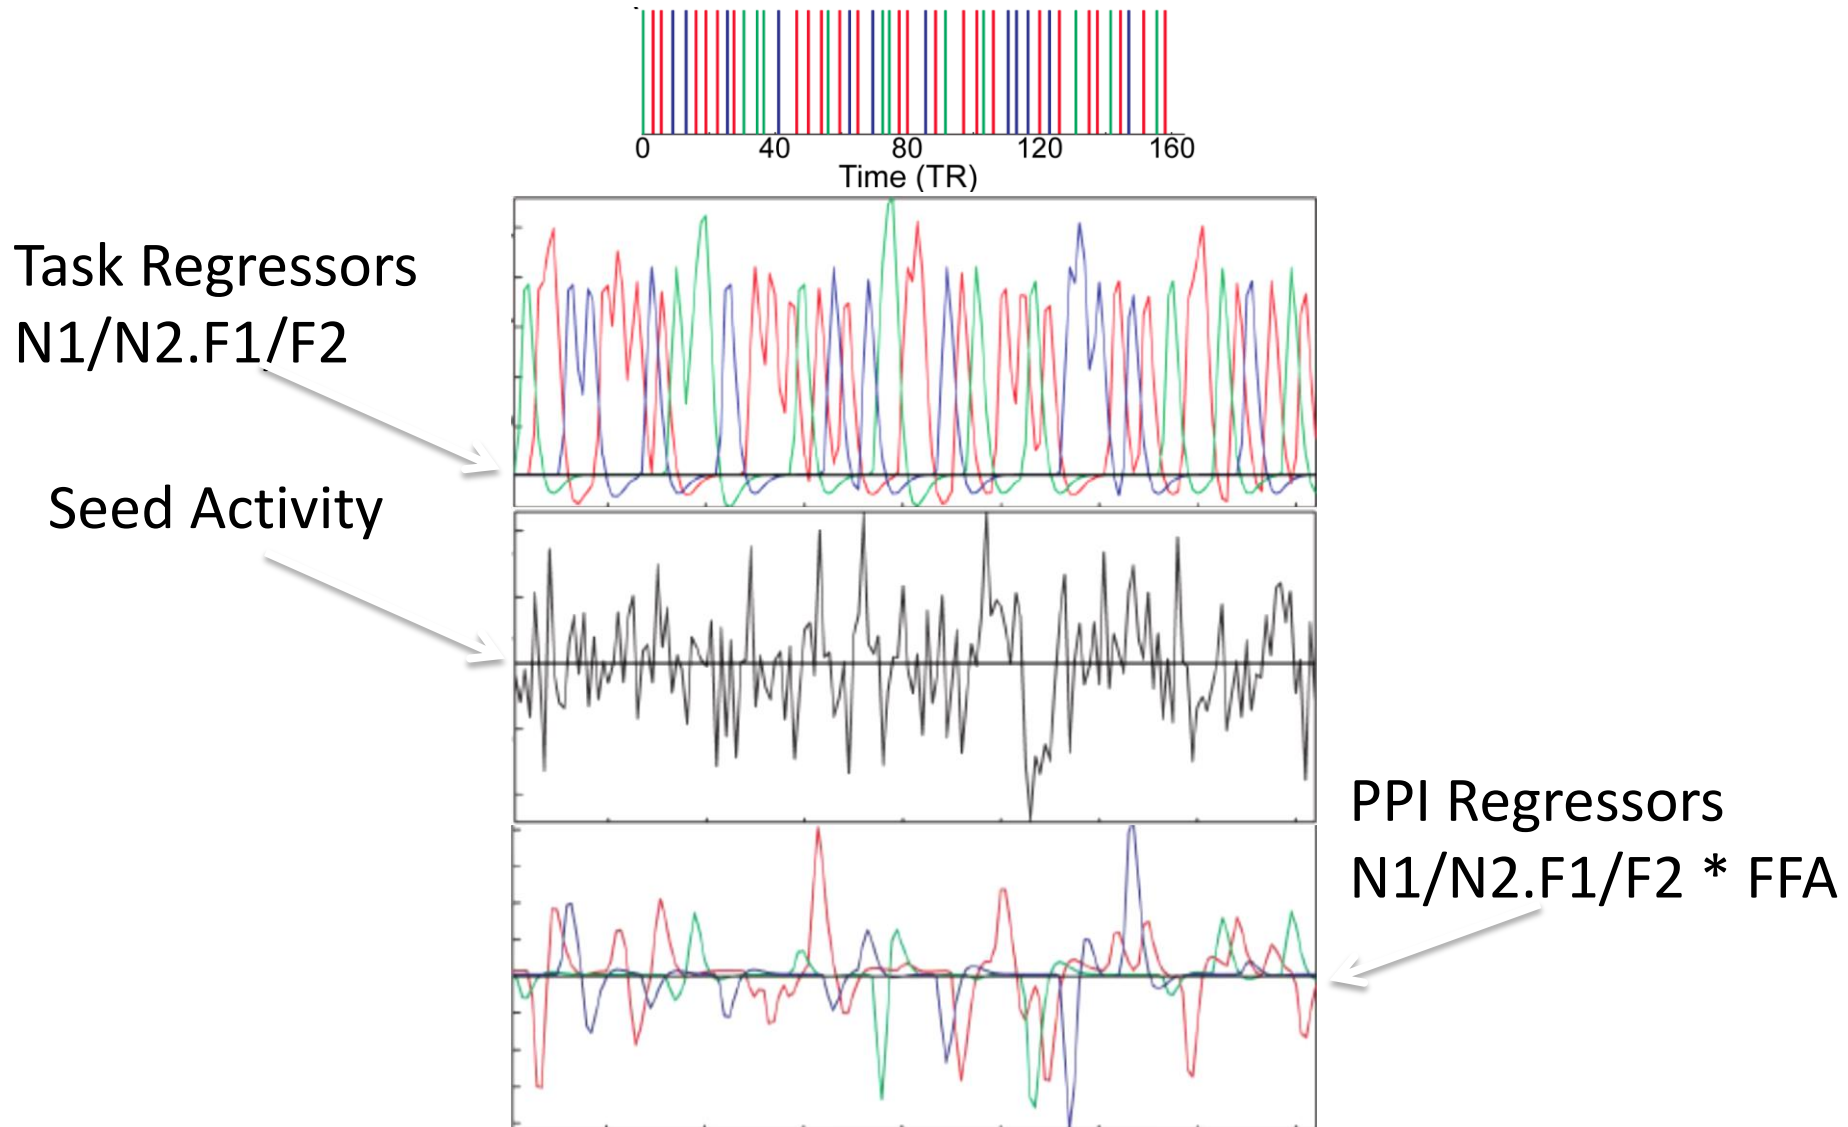 0 40 80 120 160
Time (TR)
Task Regressors
N1/N2.F1/F2
Seed Activity
PPI Regressors
N1/N2.F1/F2 * FFA